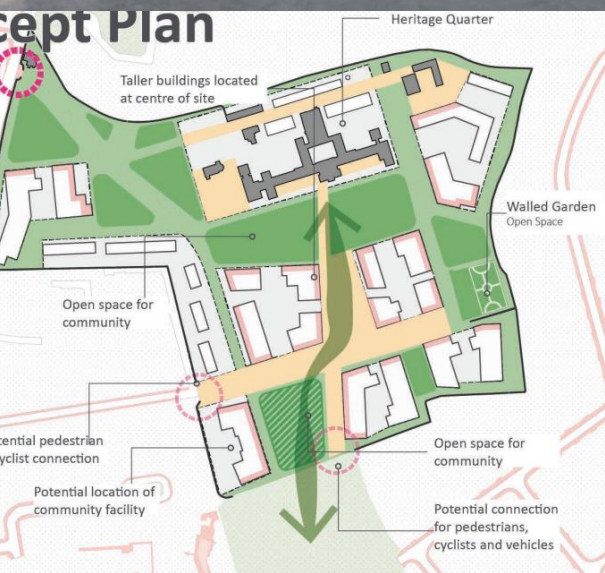 cept Plan
Heritage Quarter
Taller buildings located
at centre of site
Walled Garden
Open Space
Open space for
community
tential pedestrian
yclist connection
Potential location of
community facility
Open space for
community
Potential connection
for pedestrians,
cyclists and vehicles